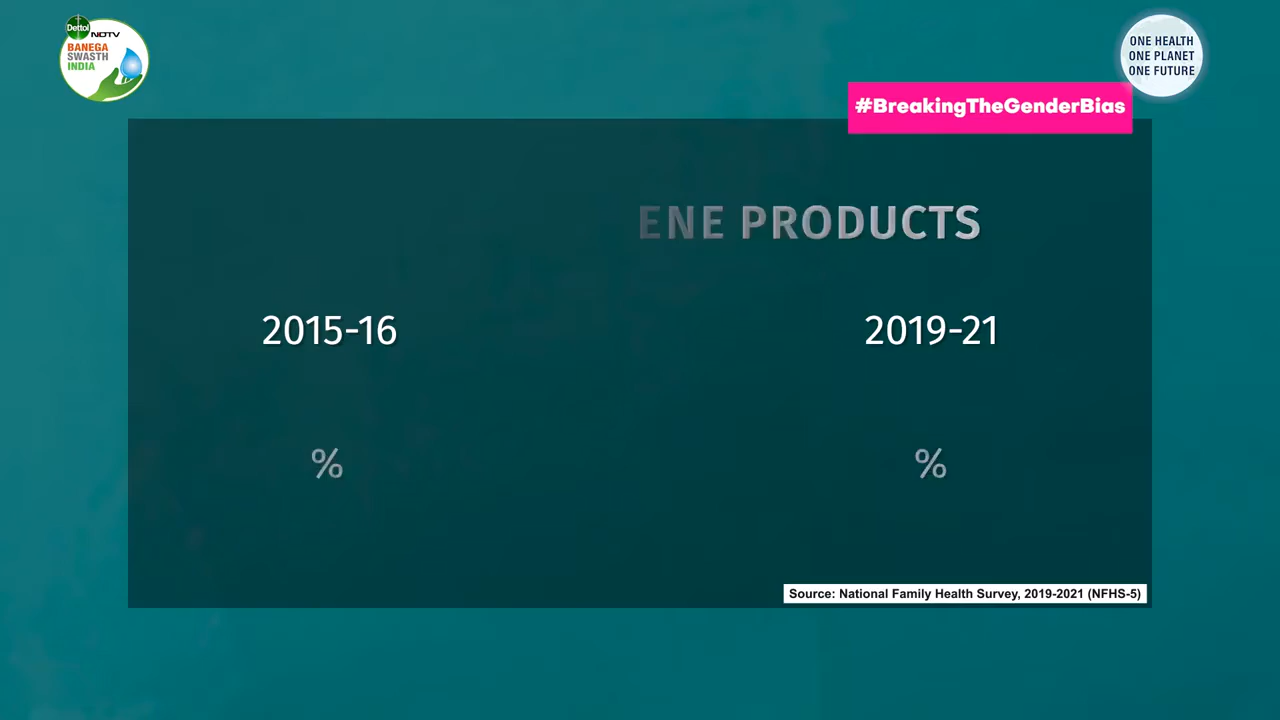 Dettol NDTV
BANEGA
SWASTH
INDIA
ONE HEALTH
ONE PLANET
ONE FUTURE
#BreakingTheGenderBias
ENE PRODUCTS
2015-16 2019-21
% %
Source: National Family Health Survey, 2019-2021 (NFHS-5)